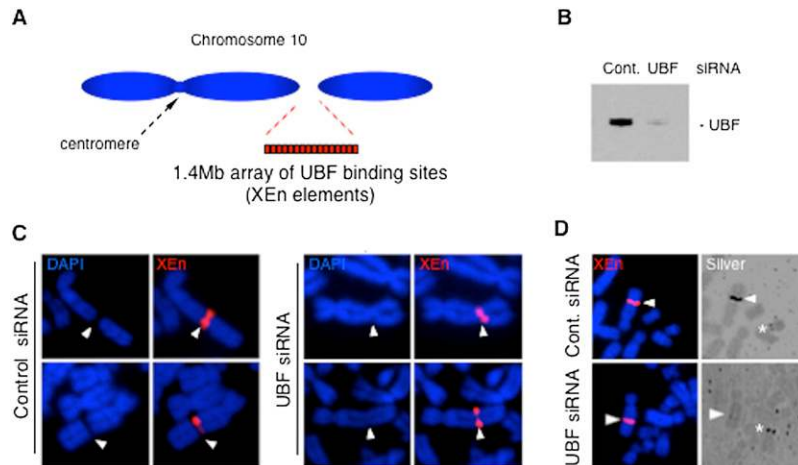 A
Chromosome 10
centromere
1.4Mb array of UBF binding sites
(XEn elements)
B
Cont. UBF siRNA
- UBF
C
Control siRNA
DAPI
XEn
UBF siRNA
DAPI
XEn
D
Cont. siRNA
XEn
Silver
*
UBF siRNA
*